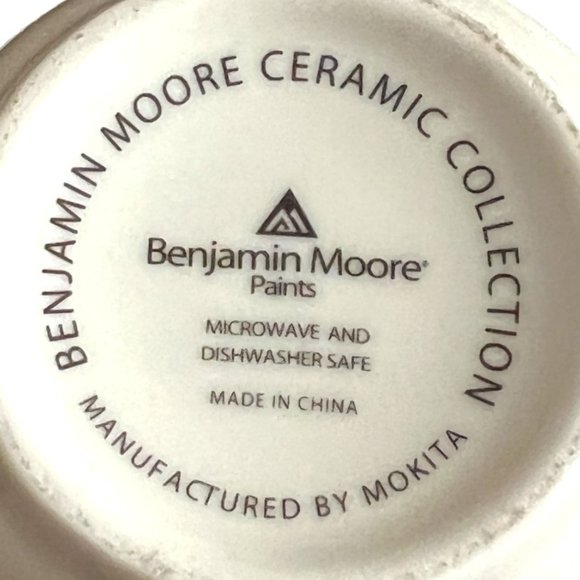 BENJAMIN MOORE CERAMIC COLLECTION
Benjamin Moore®
Paints
MICROWAVE AND
DISHWASHER SAFE
MADE IN CHINA
MANUFACTURED BY MOKITA